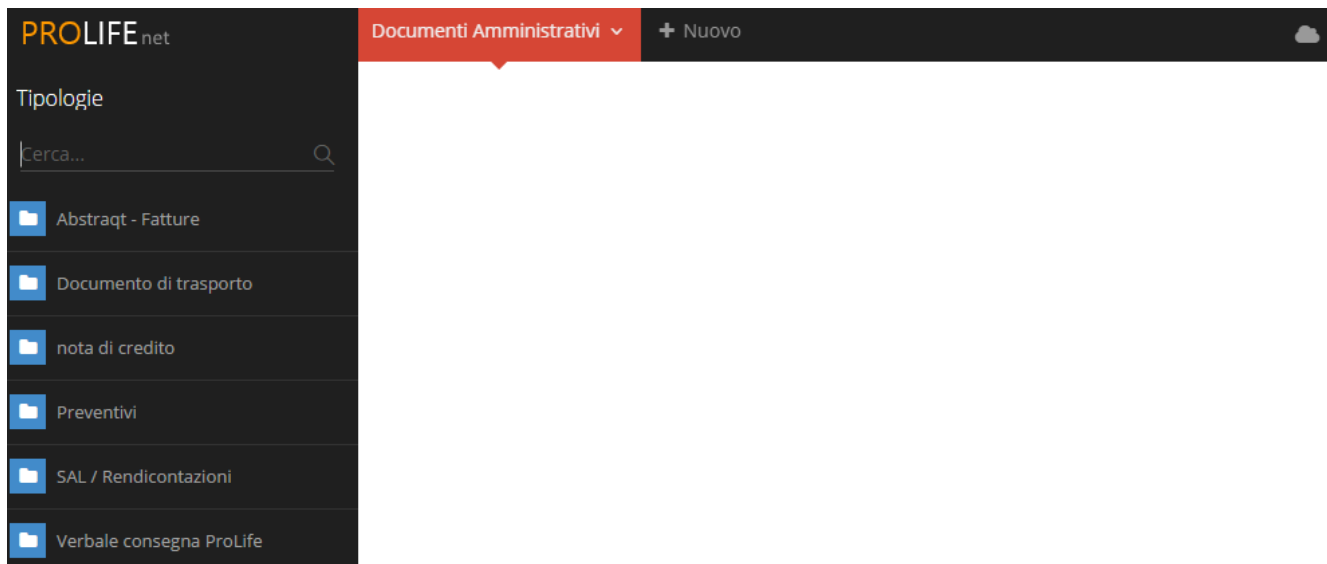 PROLIFE net
Documenti Amministrativi
Nuovo
Tipologie
Cerca...
Abstraqt - Fatture
Documento di trasporto
nota di credito
Preventivi
SAL / Rendicontazioni
Verbale consegna ProLife